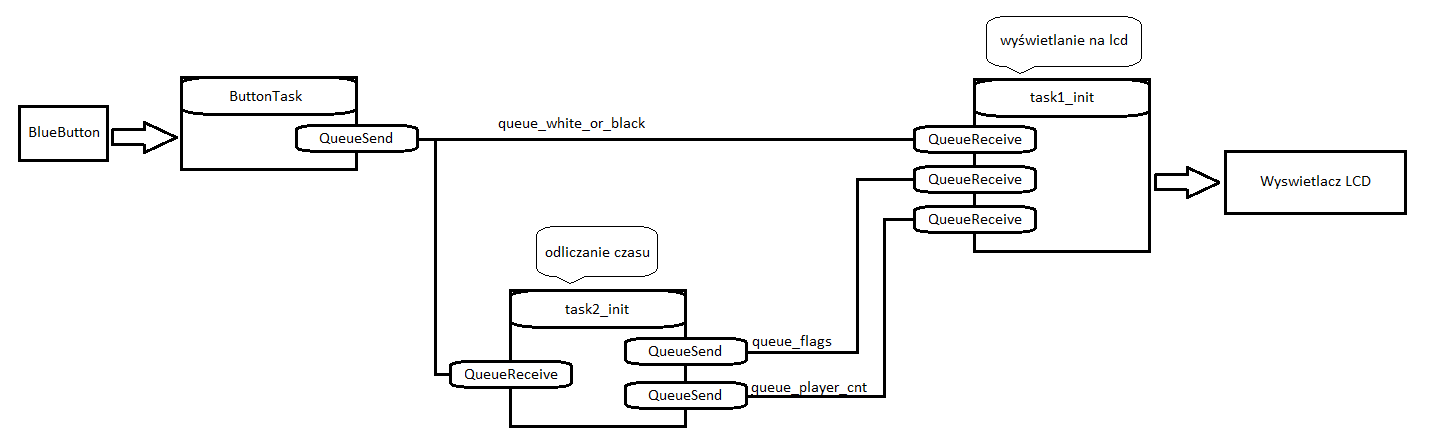 wyświetlanie na lcd
BlueButton
ButtonTask
QueueSend
queue_white_or_black
task1_init
QueueReceive
QueueReceive
QueueReceive
Wyswietlacz LCD
odliczanie czasu
task2_init
QueueReceive
QueueSend
queue_flags
QueueSend
queue_player_cnt